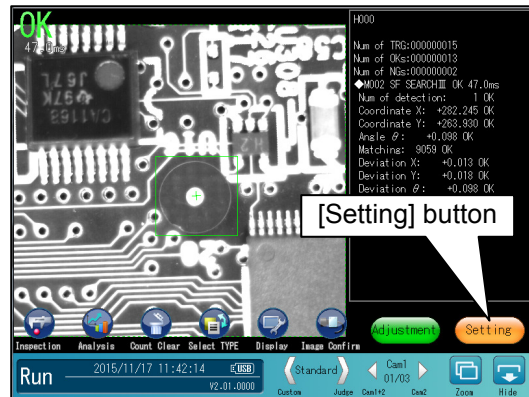 OK
47.0ms
H000
Num of TRG:000000015
Num of OKs:000000013
Num of NGs:000000002
◆M002 SF SEARCHⅢ OK 47.0ms
Num of detection: 1 OK
Coordinate X: +282.245 OK
Coordinate Y: +263.930 OK
Angle θ: +0.098 OK
Matching: 9059 OK
Deviation X: +0.013 OK
Deviation Y: +0.018 OK
Deviation θ: +0.098 OK
[Setting] button
Adjustment
Setting
Inspection
Analysis
Count Clear
Select TYPE
Display
Image Confirm
Run
2015/11/17 11:42:14
E:USB
V2.01.0000
Standard
Custom
Judge
Cam1
01/03
Cam1+2
Cam2
Zoom
Hide